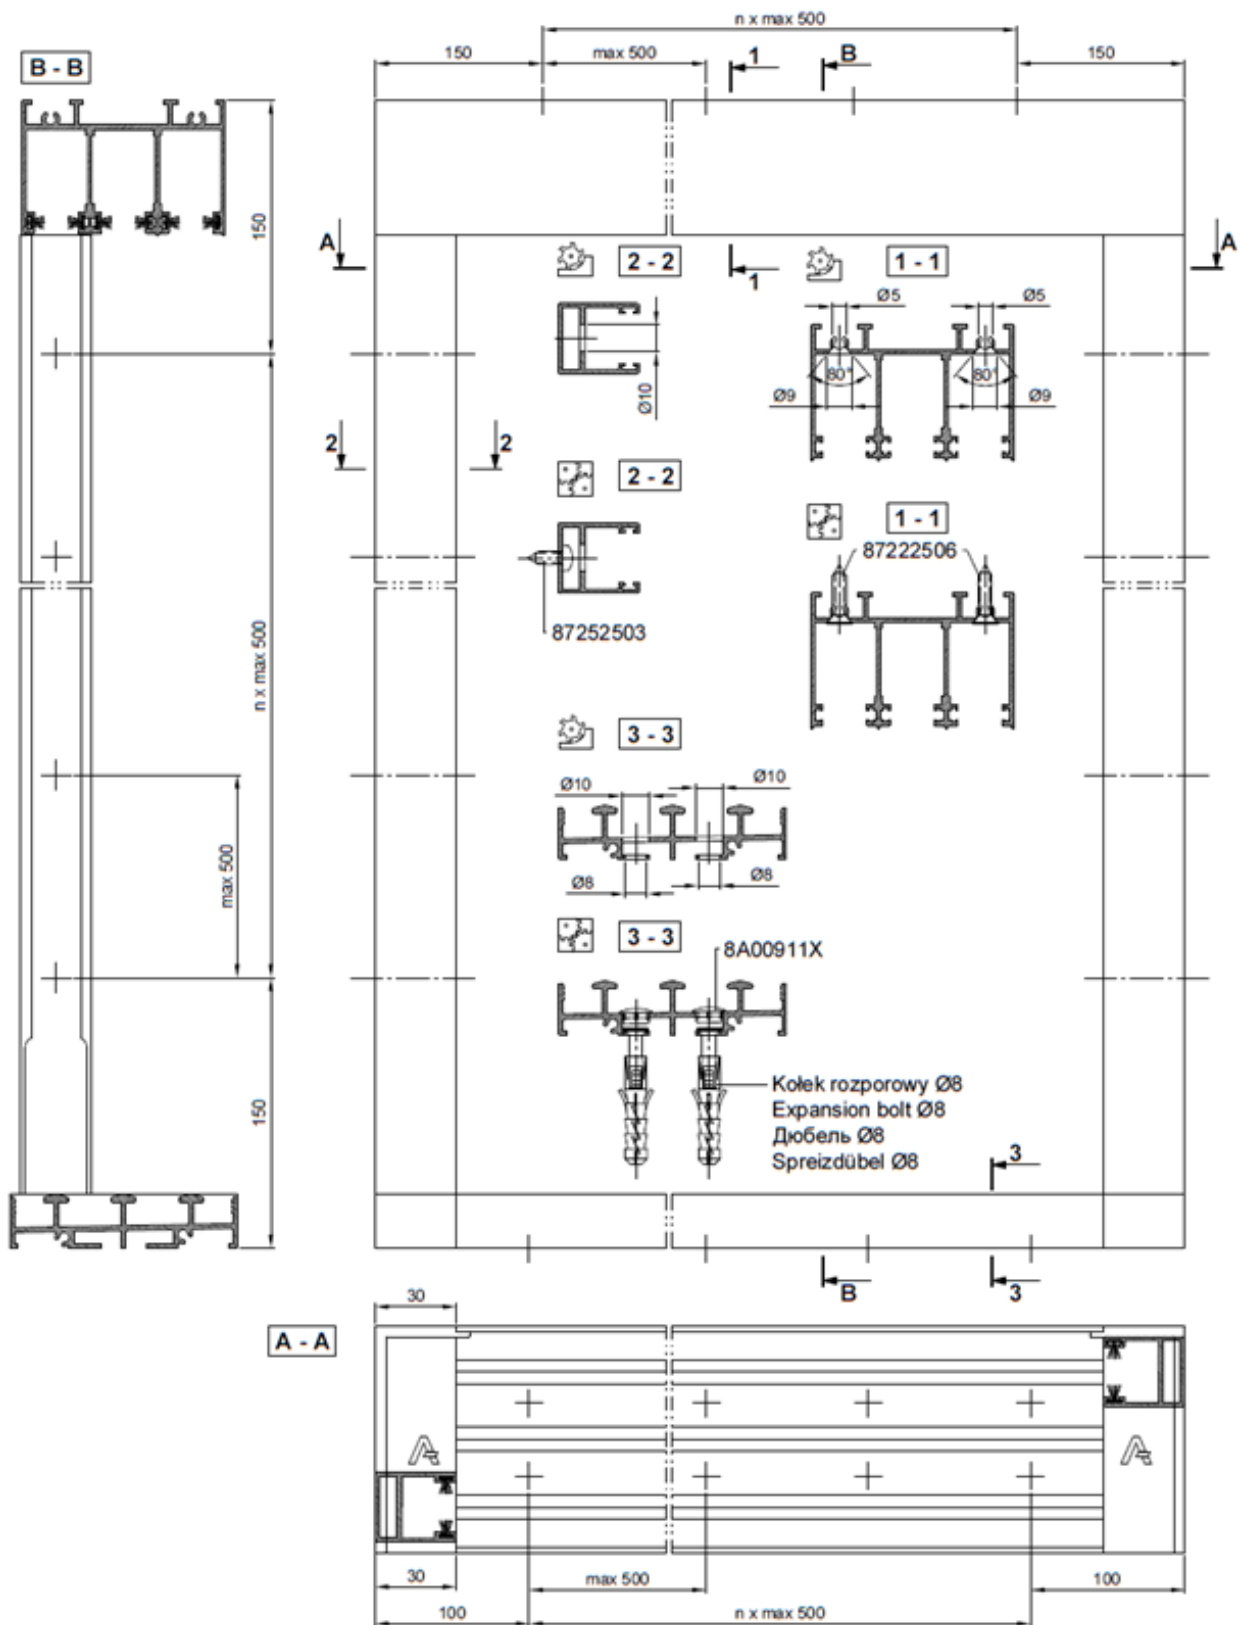 n x max 500
150
max 500
1
B
150
B - B
150
A
2 - 2
1
1 - 1
A
Ø5
Ø5
Ø10
80°
80°
Ø9
Ø9
2
2
2 - 2
1 - 1
87222506
87252503
n x max 500
3 - 3
Ø10
Ø10
max 500
Ø8
Ø8
3 - 3
8A00911X
150
Kołek rozporowy Ø8
Expansion bolt Ø8
Дюбель Ø8
Spreizdübel Ø8
3
B
3
30
A - A
30
max 500
100
100
n x max 500